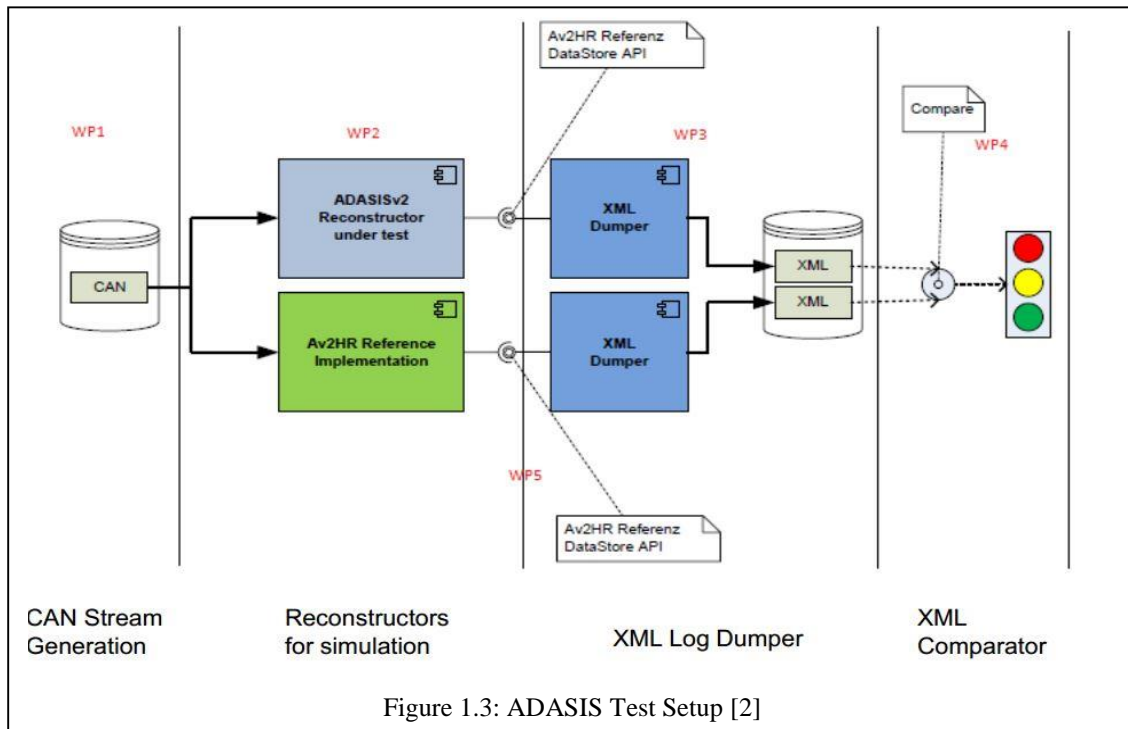 Av2HR Referenz
DataStore API
Compare
WP1
WP2
WP3
WP4
ADASISv2
Reconstructor
under test
XML
Dumper
CAN
XML
XML
Av2HR Reference
Implementation
XML
Dumper
WP5
Av2HR Referenz
DataStore API
CAN Stream
Generation
Reconstructors
for simulation
XML Log Dumper
XML
Comparator
Figure 1.3: ADASIS Test Setup [2]